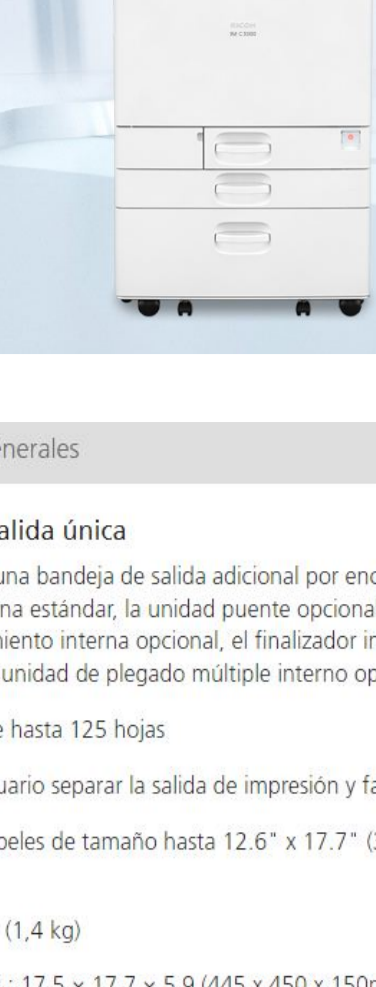 RICOH
IM C3000
enerales
alida única
una bandeja de salida adicional por enc
na estándar, la unidad puente opciona
niento interna opcional, el finalizador in
unidad de plegado múltiple interno op
e hasta 125 hojas
uario separar la salida de impresión y fa
peles de tamaño hasta 12.6" x 17.7" (3
(1,4 kg)
: 17.5 x 17.7 x 5.9 (445 x 450 x 150m